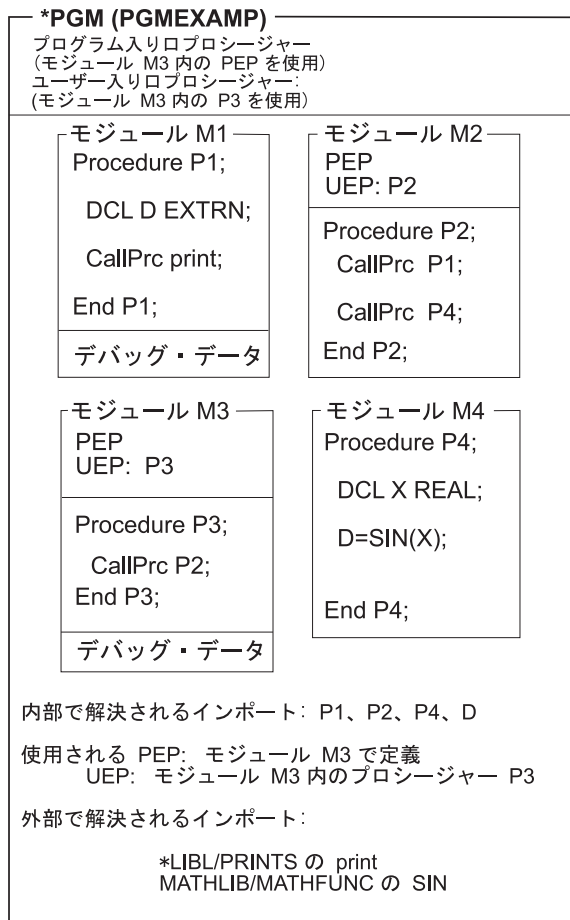 *PGM (PGMEXAMP)
プログラム入り口プロシージャー
(モジュール M3 内の PEP を使用)
ユーザー入り口プロシージャー:
(モジュール M3 内の P3 を使用)
モジュール M1
Procedure P1;
DCL D EXTRN;
CallPrc print;
End P1;
デバッグ・データ
モジュール M2
PEP
UEP: P2
Procedure P2;
CallPrc P1;
CallPrc P4;
End P2;
モジュール M3
PEP
UEP: P3
Procedure P3;
CallPrc P2;
End P3;
デバッグ・データ
モジュール M4
Procedure P4;
DCL X REAL;
D=SIN(X);
End P4;
内部で解決されるインポート: P1、P2、P4、D
使用される PEP: モジュール M3 で定義
UEP: モジュール M3 内のプロシージャー P3
外部で解決されるインポート:
*LIBL/PRINTS の print
MATHLIB/MATHFUNC の SIN